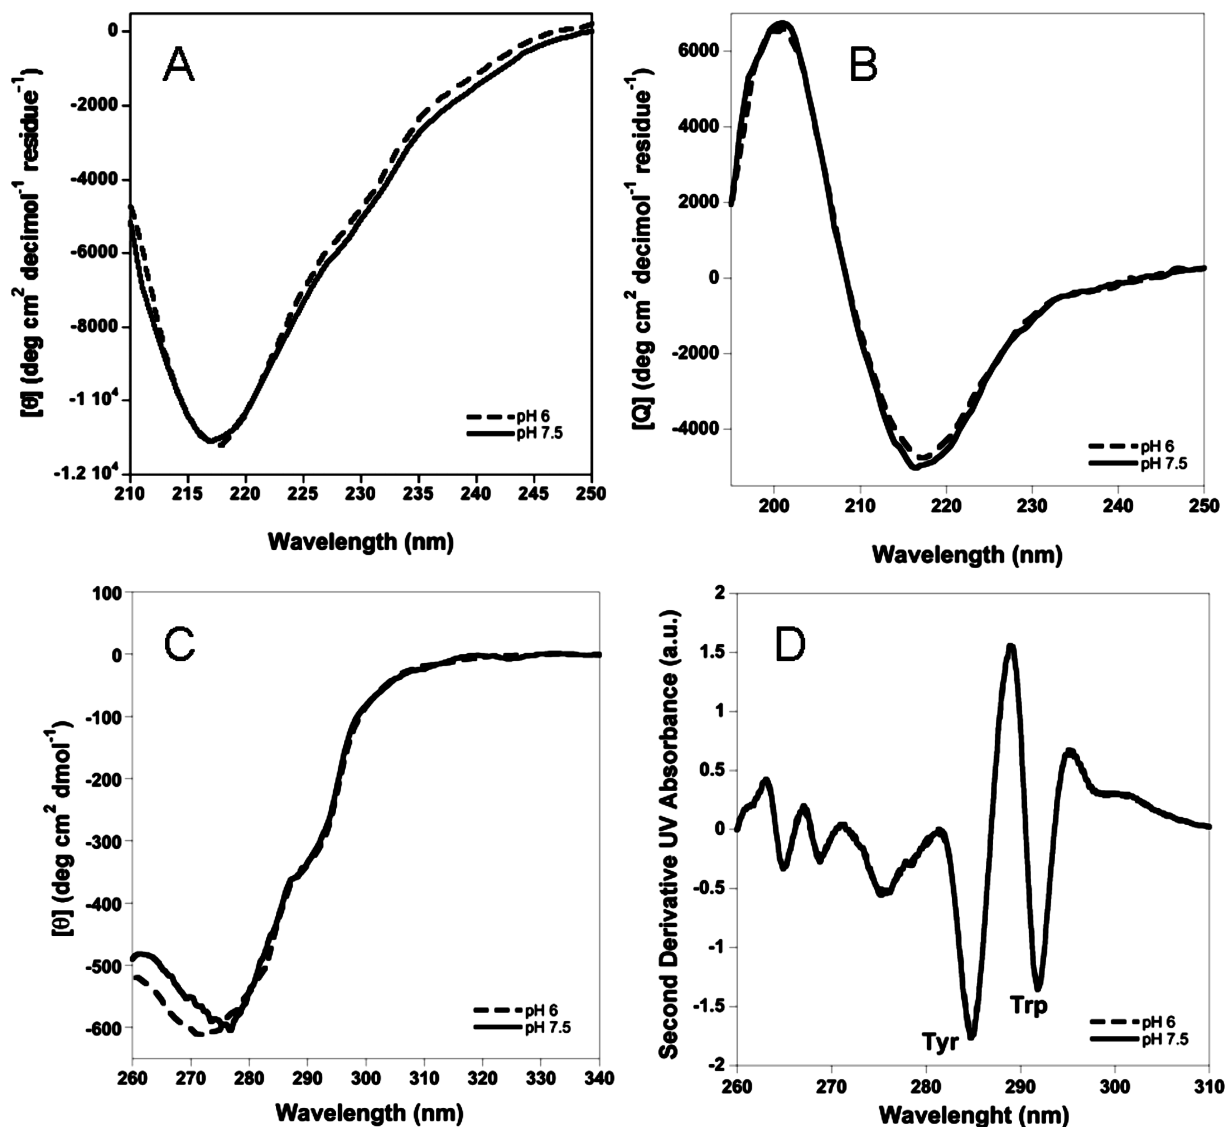 A
[θ] (deg cm² decimol⁻¹ residue⁻¹)
0
-2000
-4000
-6000
-8000
-1 10⁴
-1.2 10⁴
210 215 220 225 230 235 240 245 250
Wavelength (nm)
pH 6
pH 7.5
B
[Q] (deg cm² decimol⁻¹ residue⁻¹)
6000
4000
2000
0
-2000
-4000
200 210 220 230 240 250
Wavelength (nm)
pH 6
pH 7.5
C
[θ] (deg cm² dmol⁻¹)
100
0
-100
-200
-300
-400
-500
-600
260 270 280 290 300 310 320 330 340
Wavelength (nm)
pH 6
pH 7.5
D
Second Derivative UV Absorbance (a.u.)
2
1.5
1
0.5
0
-0.5
-1
-1.5
-2
260 270 280 290 300 310
Wavelenght (nm)
Tyr
Trp
pH 6
pH 7.5